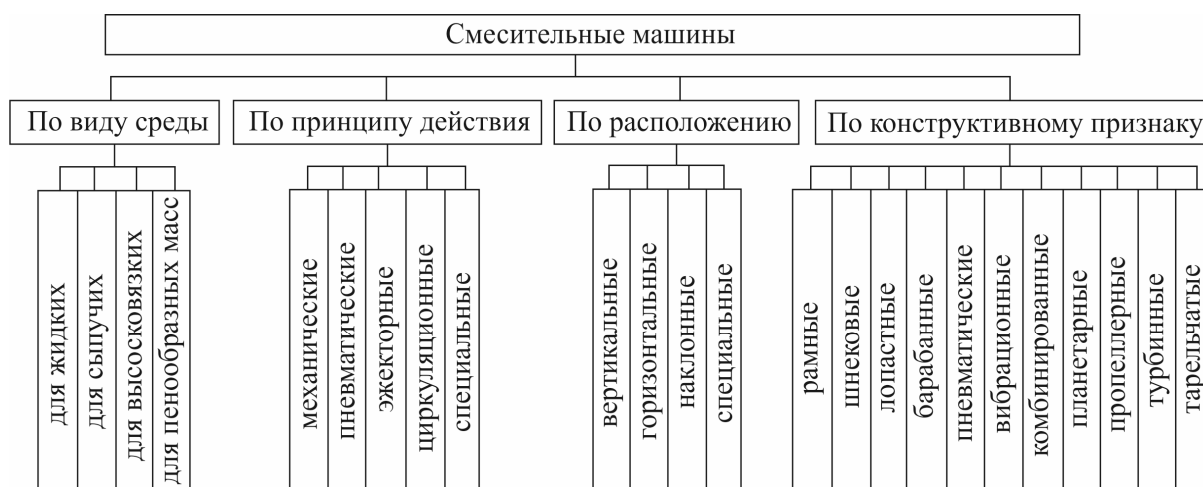 Смесительные машины
По виду среды
По принципу действия
По расположению
По конструктивному признаку
для жидких
для сыпучих
для высосковязких
для пенообразных масс
механические
пневматические
эжекторные
циркуляционные
специальные
вертикальные
горизонтальные
наклонные
специальные
рамные
шнековые
лопастные
барабанные
пневматические
вибрационные
комбинированные
планетарные
пропеллерные
турбинные
тарельчатые